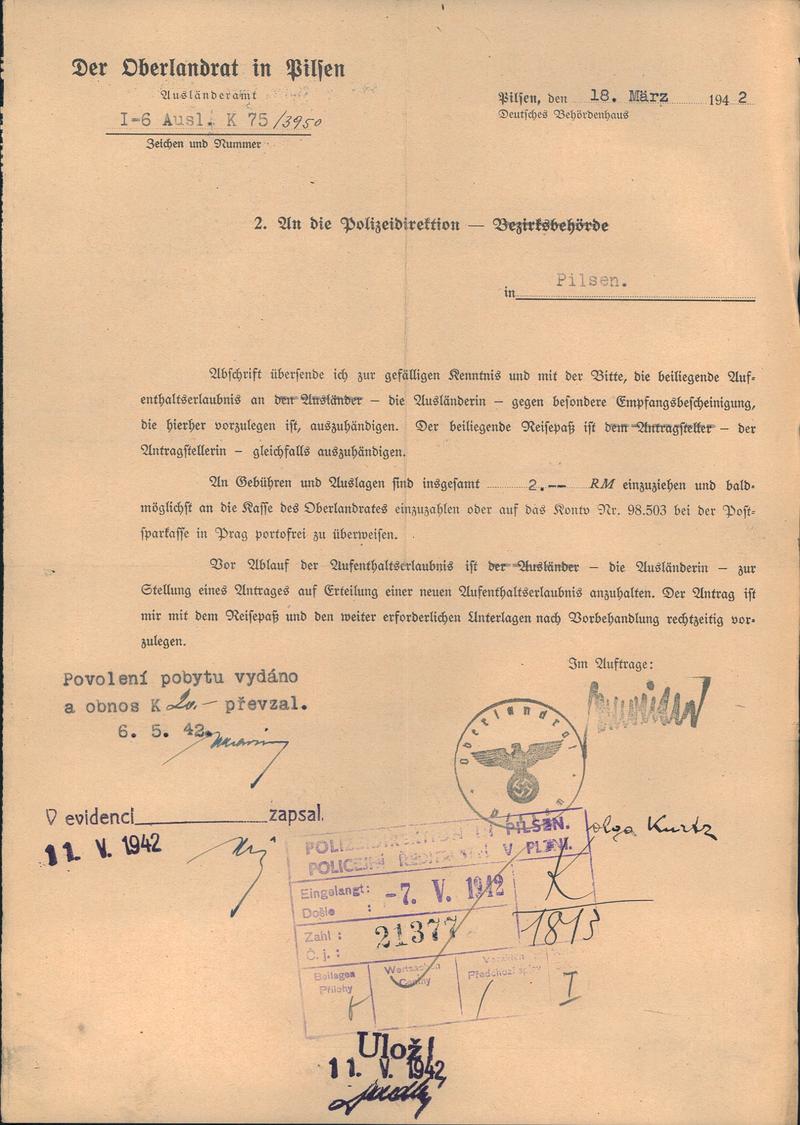 Der Oberlandrat in Pilsen
Ausländeramt
I-6 Ausl. K 75/3950
Zeichen und Nummer
Pilsen, den 18. März 1942
Deutsches Behördenhaus
2. An die Polizeidirektion — Bezirksbehörde
Pilsen.
in
Abschrift übersende ich zur gefälligen Kenntnis und mit der Bitte, die beiliegende Auf-
enthaltserlaubnis an den Ausländer – die Ausländerin – gegen besondere Empfangsbescheinigung,
die hierher vorzulegen ist, auszuhändigen. Der beiliegende Reisepaß ist dem Antragsteller – der
Antragstellerin – gleichfalls auszuhändigen.
An Gebühren und Auslagen sind insgesamt 2.-- RM einzuziehen und bald-
möglichst an die Kasse des Oberlandrates einzuzahlen oder auf das Konto Nr. 98.503 bei der Post-
sparkasse in Prag portofrei zu überweisen.
Vor Ablauf der Aufenthaltserlaubnis ist der Ausländer – die Ausländerin – zur
Stellung eines Antrages auf Erteilung einer neuen Aufenthaltserlaubnis anzuhalten. Der Antrag ist
mir mit dem Reisepaß und den weiter erforderlichen Unterlagen nach Vorbehandlung rechtzeitig vor-
zulegen.
Im Auftrage:
Povolení pobytu vydáno
a obnos K 20.– převzal.
6. 5. 42.
Oberlandrat
Pilsen
V evidenci zapsal.
11. V. 1942
Olga Kurtz
POLIZEIDIREKTION IN PILSEN.
POLICEJNÍ ŘEDITELSTVÍ V PLZNI.
Eingelangt:
Došlo :
-7. V. 1942
K
1813
Zahl :
Č. j. :
21377
Beilagen
Přílohy
Wertsachen
Ceniny
Předchozí spisy
I
Ulož!
11. V. 1942